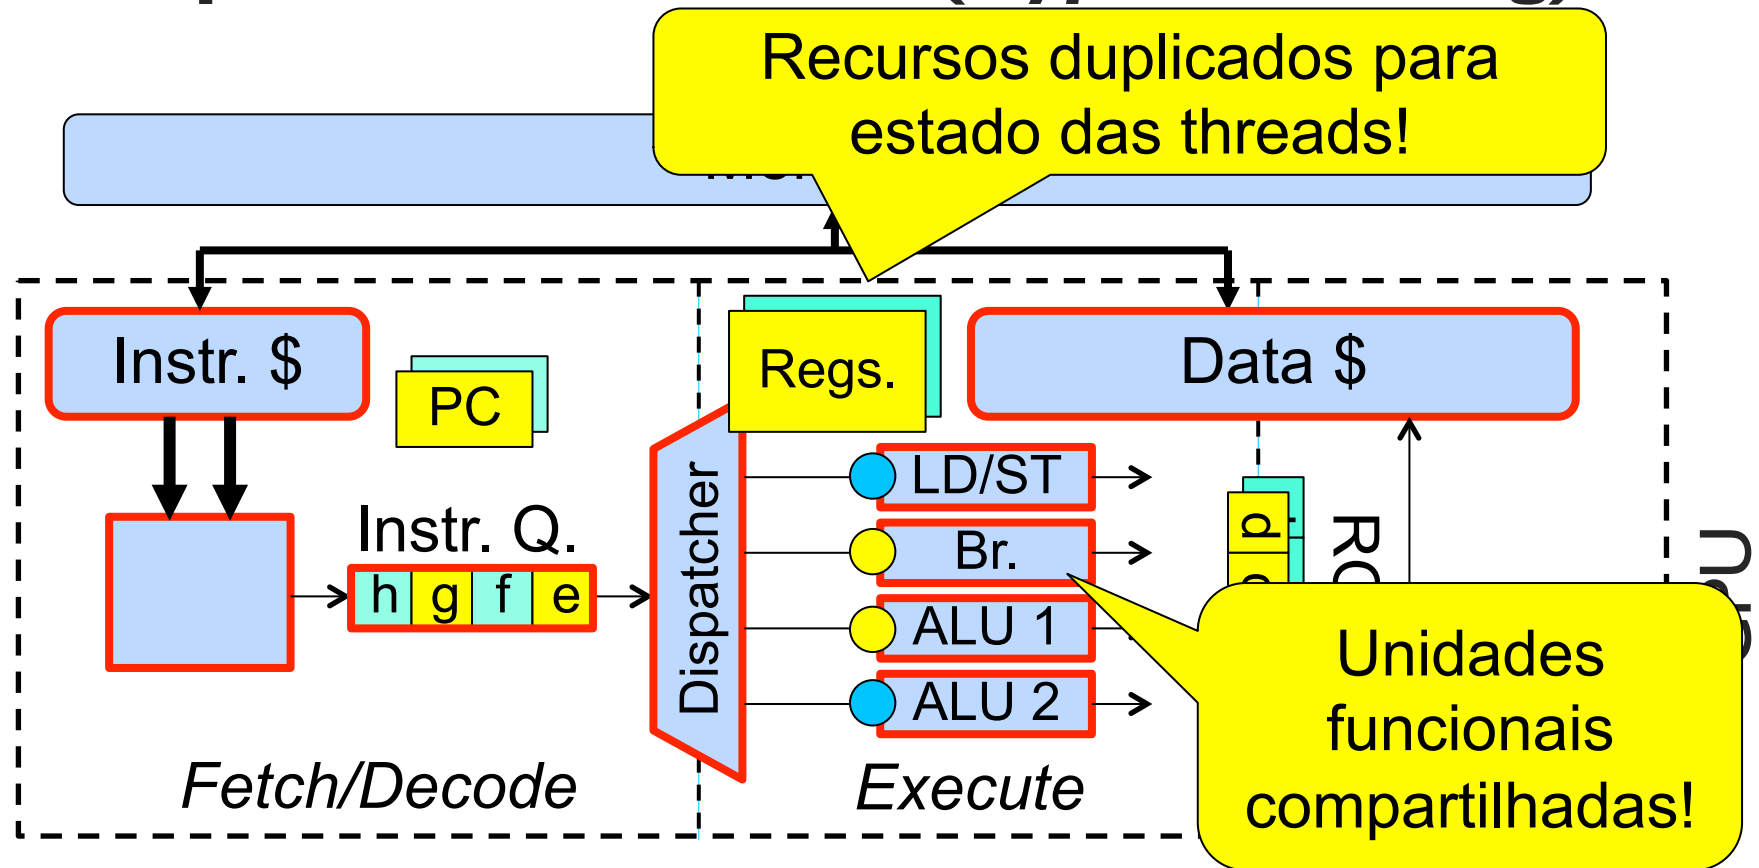 Recursos duplicados para
estado das threads!
Instr. $
PC
Regs.
Data $
Instr. Q.
h g f e
Dispatcher
LD/ST
Br.
ALU 1
ALU 2
d
Unidades
funcionais
compartilhadas!
Fetch/Decode
Execute